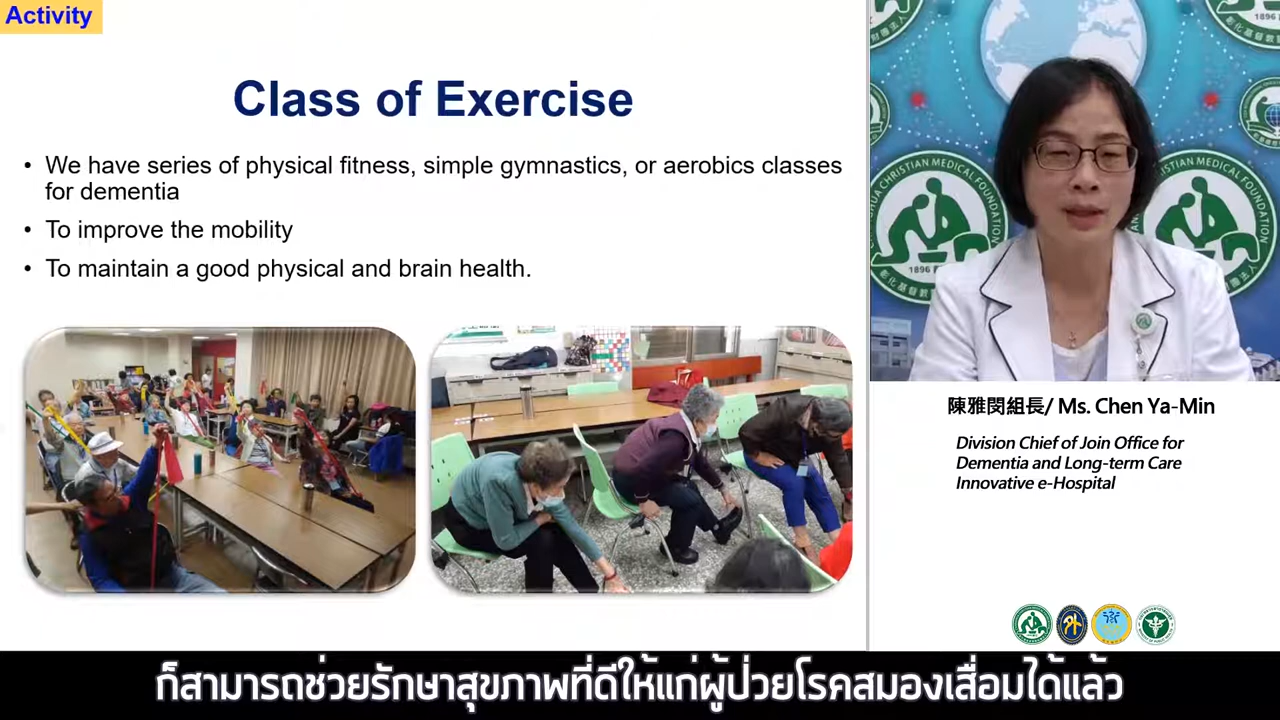 Activity
Class of Exercise
• We have series of physical fitness, simple gymnastics, or aerobics classes
for dementia
• To improve the mobility
• To maintain a good physical and brain health.
CHANGHUA CHRISTIAN MEDICAL FOUNDATION
1896
陳雅閔組長/ Ms. Chen Ya-Min
Division Chief of Join Office for
Dementia and Long-term Care
Innovative e-Hospital
ก็สามารถช่วยรักษาสุขภาพที่ดีให้แก่ผู้ป่วยโรคสมองเสื่อมได้แล้ว